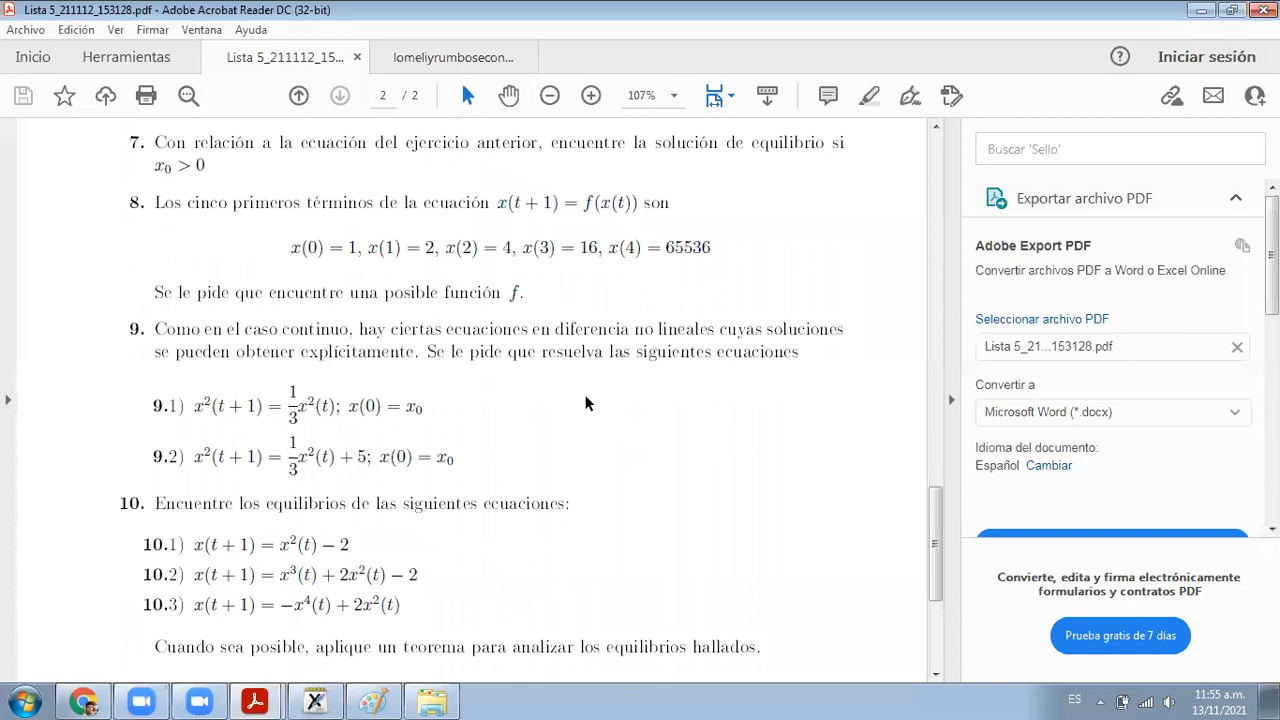 Lista 5_211112_153128.pdf - Adobe Acrobat Reader DC (32-bit)
Archivo Edición Ver Firmar Ventana Ayuda
Inicio Herramientas Lista 5_211112_15... × lomeliyrumbosecon... ? Iniciar sesión
2 / 2 107%
7. Con relación a la ecuación del ejercicio anterior, encuentre la solución de equilibrio si
x₀ > 0
8. Los cinco primeros términos de la ecuación x(t + 1) = f(x(t)) son
x(0) = 1, x(1) = 2, x(2) = 4, x(3) = 16, x(4) = 65536
Se le pide que encuentre una posible función f.
9. Como en el caso continuo, hay ciertas ecuaciones en diferencia no lineales cuyas soluciones
se pueden obtener explícitamente. Se le pide que resuelva las siguientes ecuaciones
9.1) x²(t + 1) = 1/3 x²(t); x(0) = x₀
9.2) x²(t + 1) = 1/3 x²(t) + 5; x(0) = x₀
10. Encuentre los equilibrios de las siguientes ecuaciones:
10.1) x(t + 1) = x²(t) − 2
10.2) x(t + 1) = x³(t) + 2x²(t) − 2
10.3) x(t + 1) = −x⁴(t) + 2x²(t)
Cuando sea posible, aplique un teorema para analizar los equilibrios hallados.
Buscar 'Sello'
Exportar archivo PDF
Adobe Export PDF
Convertir archivos PDF a Word o Excel Online
Seleccionar archivo PDF
Lista 5_21...153128.pdf
Convertir a
Microsoft Word (*.docx)
Idioma del documento:
Español Cambiar
Convierte, edita y firma electrónicamente
formularios y contratos PDF
Prueba gratis de 7 días
ES
11:55 a.m.
13/11/2021